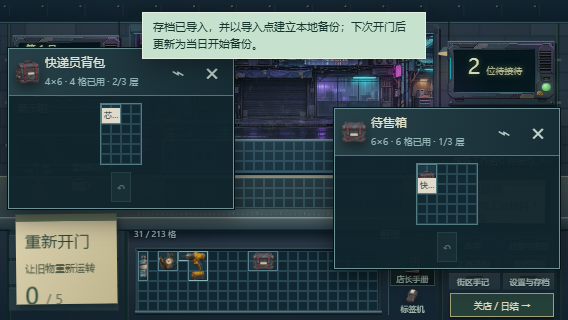 存档已导入，并以导入点建立本地备份；下次开门后
更新为当日开始备份。
快递员背包
4×6 · 4 格已用 · 2/3 层
芯…
2 位待接待
待售箱
6×6 · 6 格已用 · 1/3 层
快…
重新开门
让旧物重新运转
0 / 5
31 / 213 格
店长手册
标签机
街区手记
设置与存档
关店 / 日结 →